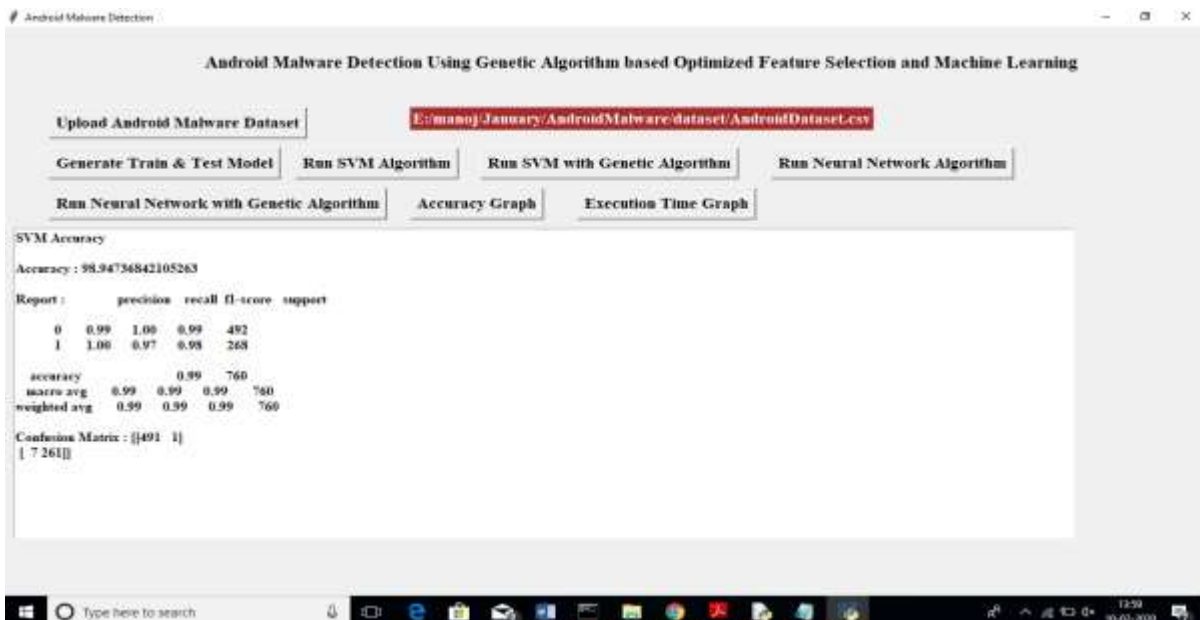 Android Malware Detection
Android Malware Detection Using Genetic Algorithm based Optimized Feature Selection and Machine Learning
Upload Android Malware Dataset
E:/manoj/January/AndroidMalware/dataset/AndroidDataset.csv
Generate Train & Test Model Run SVM Algorithm Run SVM with Genetic Algorithm Run Neural Network Algorithm
Run Neural Network with Genetic Algorithm Accuracy Graph Execution Time Graph
SVM Accuracy
Accuracy : 98.94736842105263
Report : precision recall f1-score support
0 0.99 1.00 0.99 492
1 1.00 0.97 0.98 268
accuracy 0.99 760
macro avg 0.99 0.99 0.99 760
weighted avg 0.99 0.99 0.99 760
Confusion Matrix : [[491 1]
[ 7 261]]
Type here to search
13:59